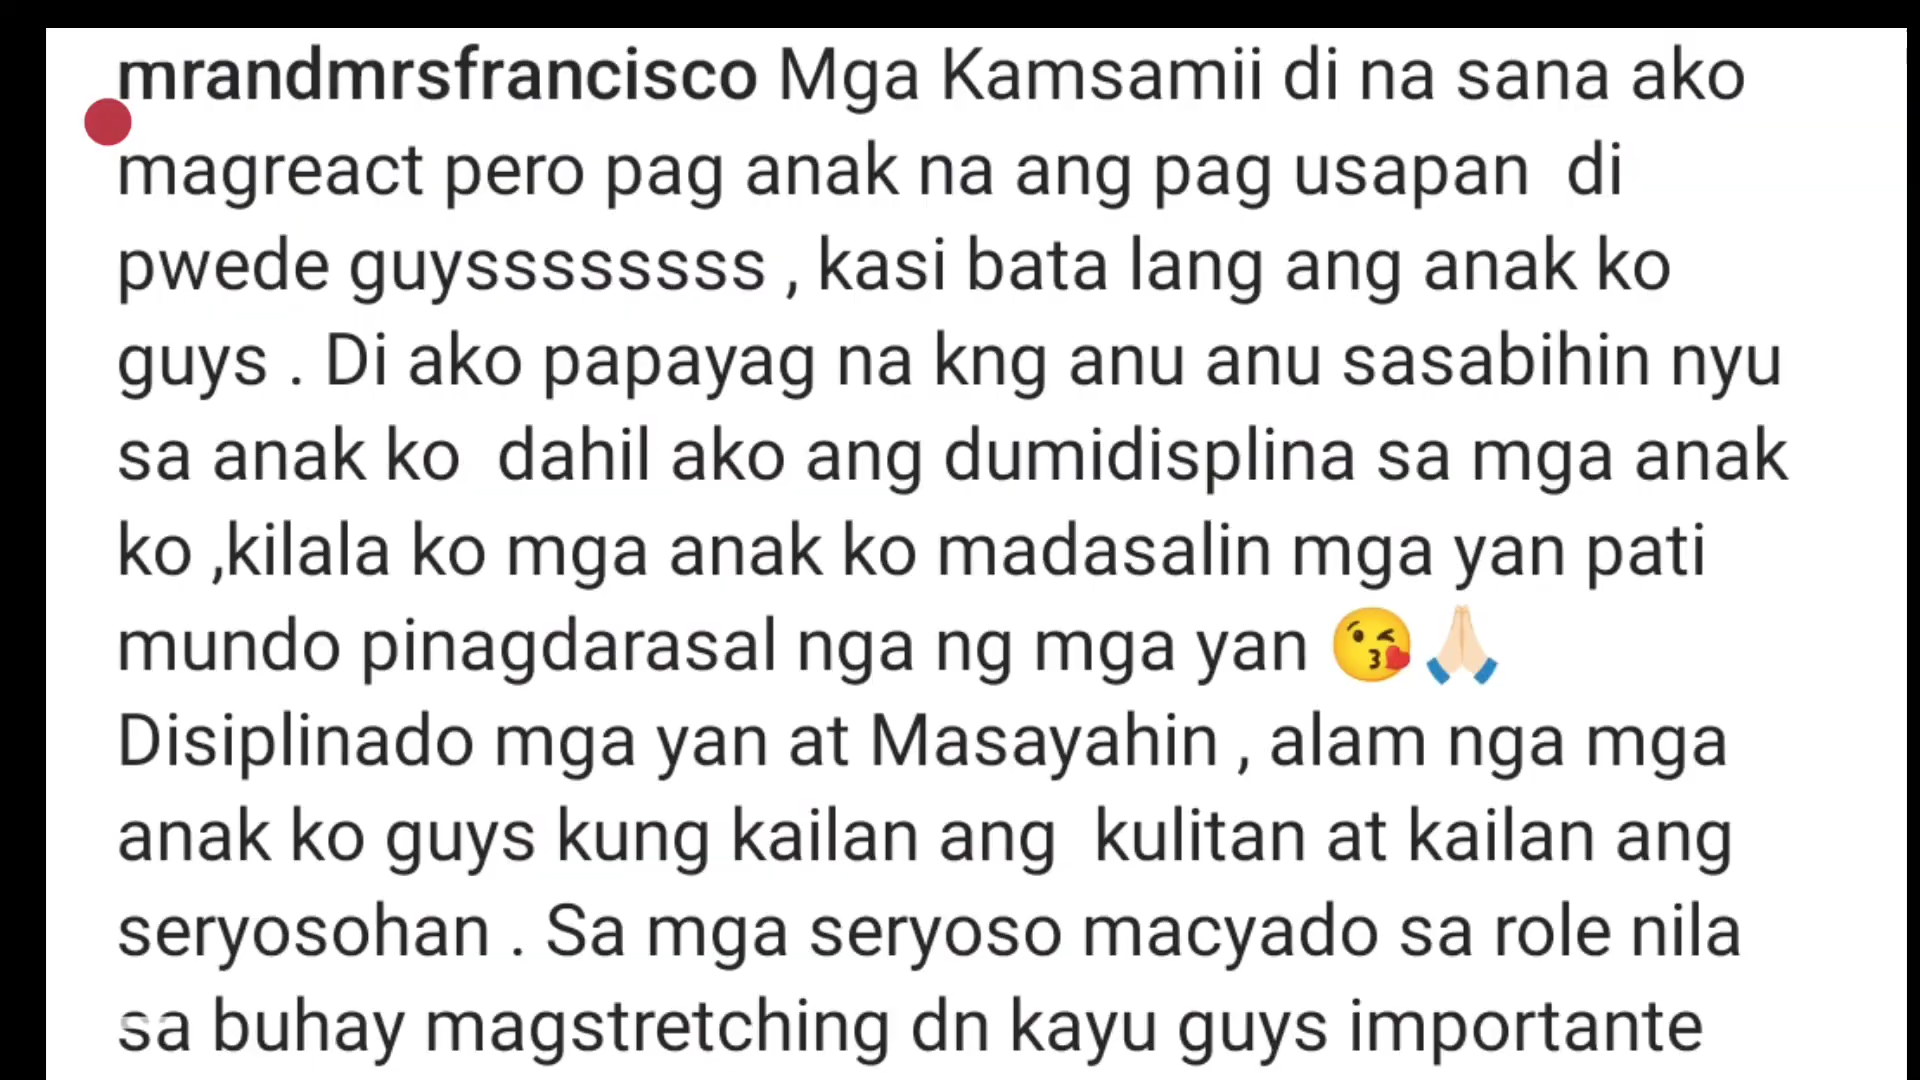 mrandmrsfrancisco Mga Kamsamii di na sana ako
magreact pero pag anak na ang pag usapan  di
pwede guyssssssss , kasi bata lang ang anak ko
guys . Di ako papayag na kng anu anu sasabihin nyu
sa anak ko  dahil ako ang dumidisplina sa mga anak
ko ,kilala ko mga anak ko madasalin mga yan pati
mundo pinagdarasal nga ng mga yan 😘🙏🏻
Disiplinado mga yan at Masayahin , alam nga mga
anak ko guys kung kailan ang  kulitan at kailan ang
seryosohan . Sa mga seryoso macyado sa role nila
sa buhay magstretching dn kayu guys importante